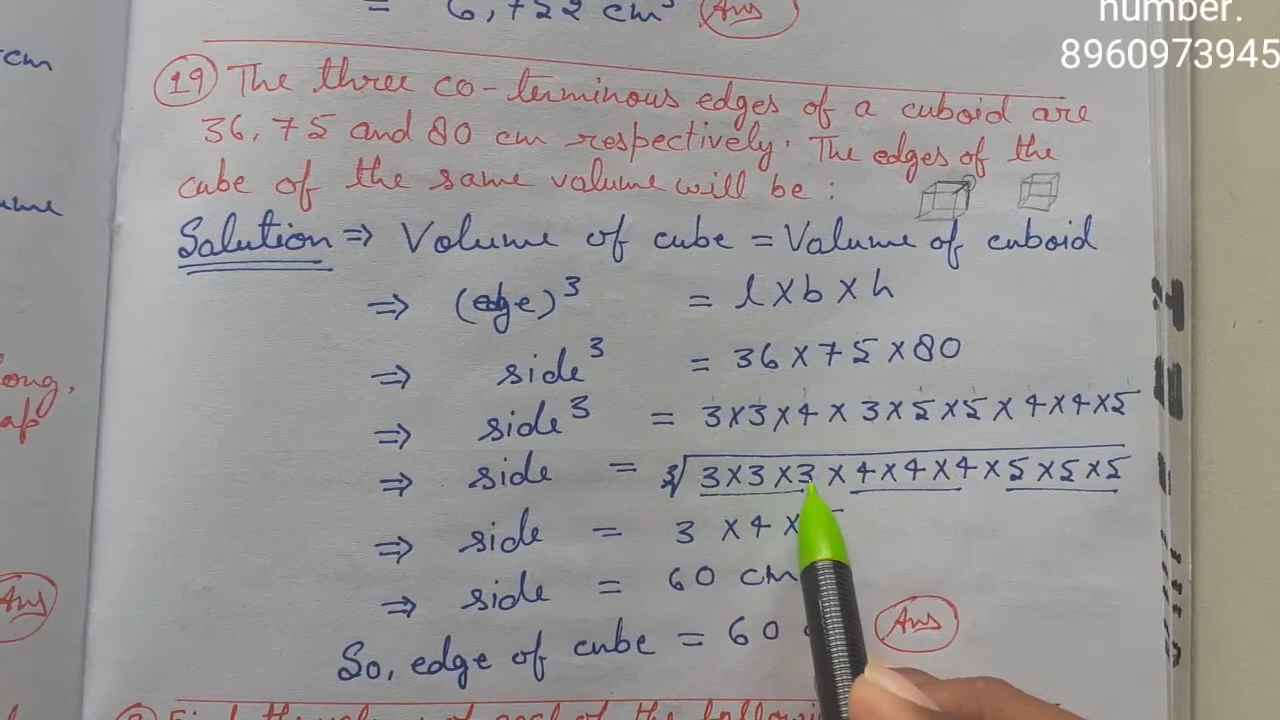 = 6,722 cm³ Ans
number.
8960973945
cm
19 The three co-terminous edges of a cuboid are
36, 75 and 80 cm respectively. The edges of the
cube of the same volume will be:
Solution ⇒ Volume of cube = Volume of cuboid
⇒ (edge)³ = l×b×h
⇒ side³ = 36×75×80
⇒ side³ = 3×3×4×3×5×5×4×4×5
⇒ side = ∛3×3×3×4×4×4×5×5×5
⇒ side = 3×4×
⇒ side = 60 cm
So, edge of cube = 60 Ans
ong,
Ans